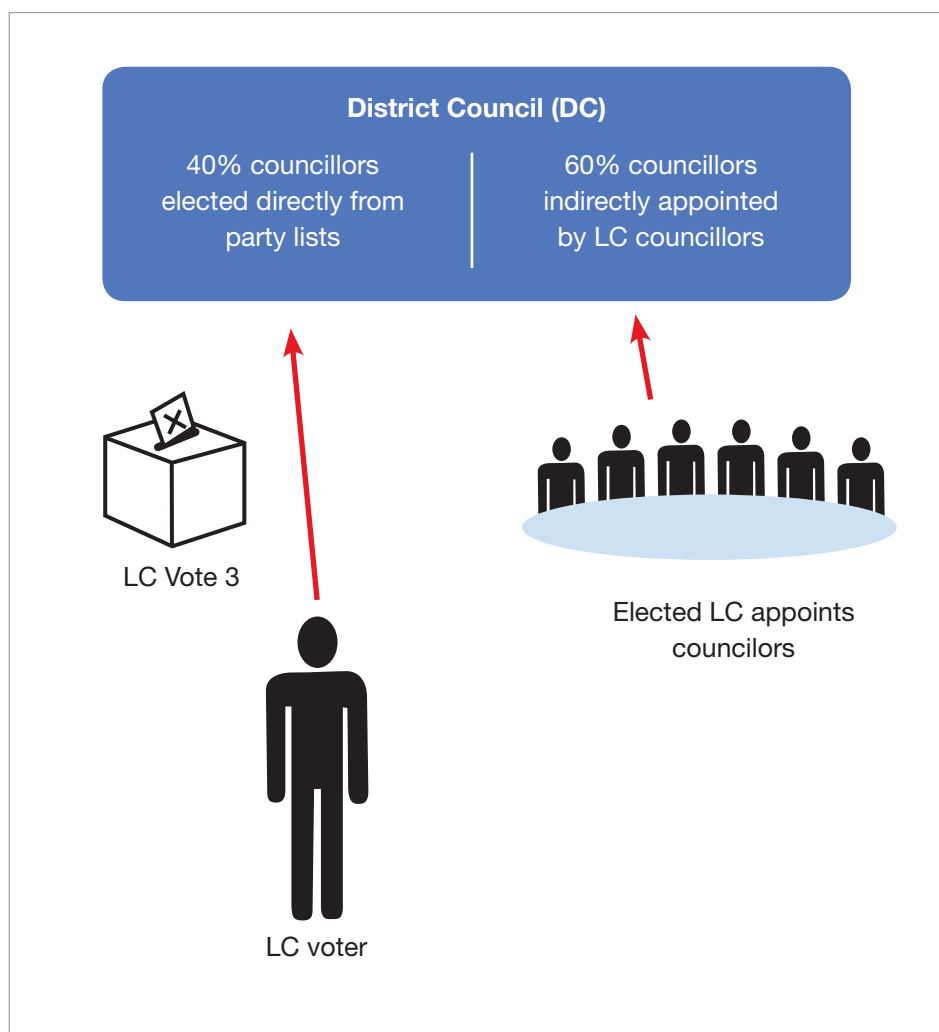 District Council (DC)
40% councillors
elected directly from
party lists
60% councillors
indirectly appointed
by LC councillors
LC Vote 3
Elected LC appoints
councilors
LC voter